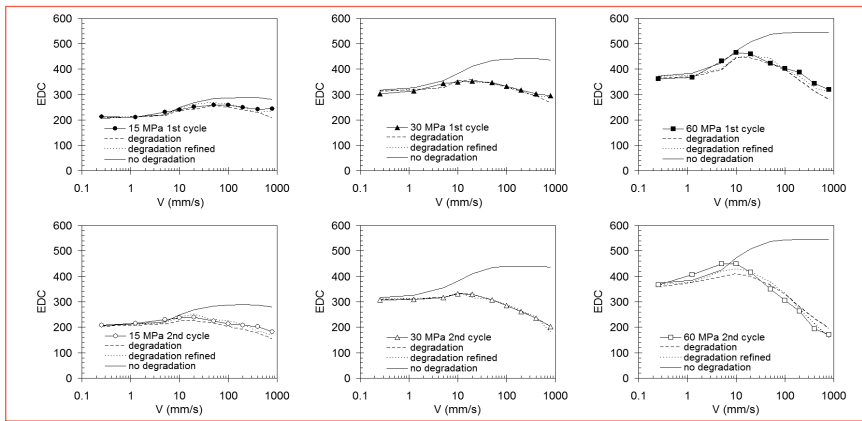 600
500
400
300
200
100
0
EDC
15 MPa 1st cycle
degradation
degradation refined
no degradation
0.1 1 10 100 1000
V (mm/s)
600
500
400
300
200
100
0
EDC
30 MPa 1st cycle
degradation
degradation refined
no degradation
0.1 1 10 100 1000
V (mm/s)
600
500
400
300
200
100
0
EDC
60 MPa 1st cycle
degradation
degradation refined
no degradation
0.1 1 10 100 1000
V (mm/s)
600
500
400
300
200
100
0
EDC
15 MPa 2nd cycle
degradation
degradation refined
no degradation
0.1 1 10 100 1000
V (mm/s)
600
500
400
300
200
100
0
EDC
30 MPa 2nd cycle
degradation
degradation refined
no degradation
0.1 1 10 100 1000
V (mm/s)
600
500
400
300
200
100
0
EDC
60 MPa 2nd cycle
degradation
degradation refined
no degradation
0.1 1 10 100 1000
V (mm/s)